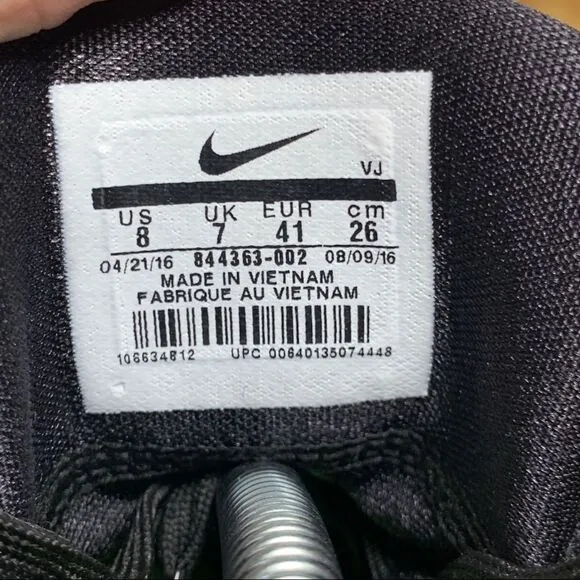 VJ
US UK EUR cm
8 7 41 26
04/21/16 844363-002 08/09/16
MADE IN VIETNAM
FABRIQUE AU VIETNAM
106634612 UPC 00640135074448